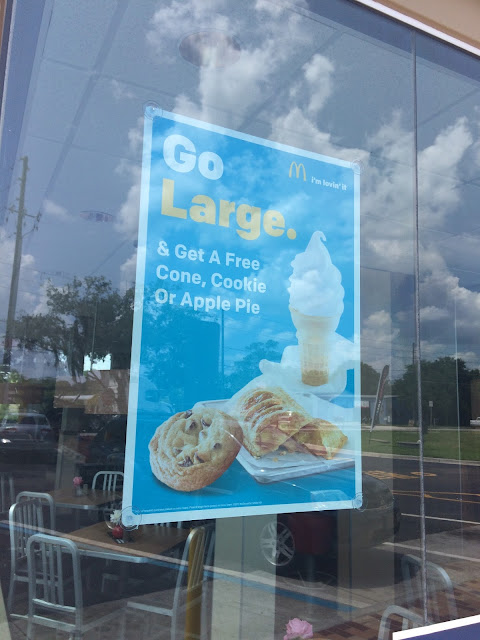 Go
Large.
i'm lovin' it
& Get A Free
Cone, Cookie
Or Apple Pie